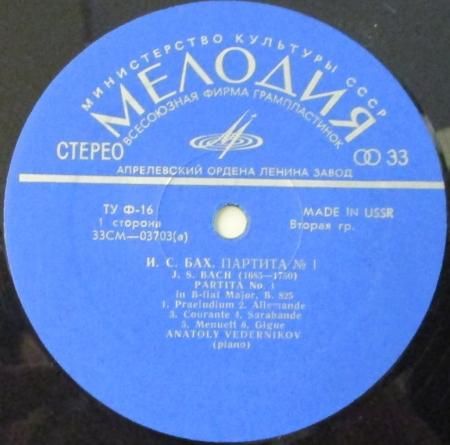 МИНИСТЕРСТВО КУЛЬТУРЫ СССР
МЕЛОДИЯ
ВСЕСОЮЗНАЯ ФИРМА ГРАМПЛАСТИНОК
СТЕРЕО 33
АПРЕЛЕВСКИЙ ОРДЕНА ЛЕНИНА ЗАВОД
ТУ Ф-16 MADE IN USSR
1 сторона Вторая гр.
33СМ—03703(а)
И. С. БАХ. ПАРТИТА № 1
J. S. BACH (1685—1750)
PARTITA No. 1
in B-flat Major, B. 825
1. Praeludium 2. Allemande
3. Courante 4. Sarabande
5. Menuett 6. Gigue
ANATOLY VEDERNIKOV
(piano)